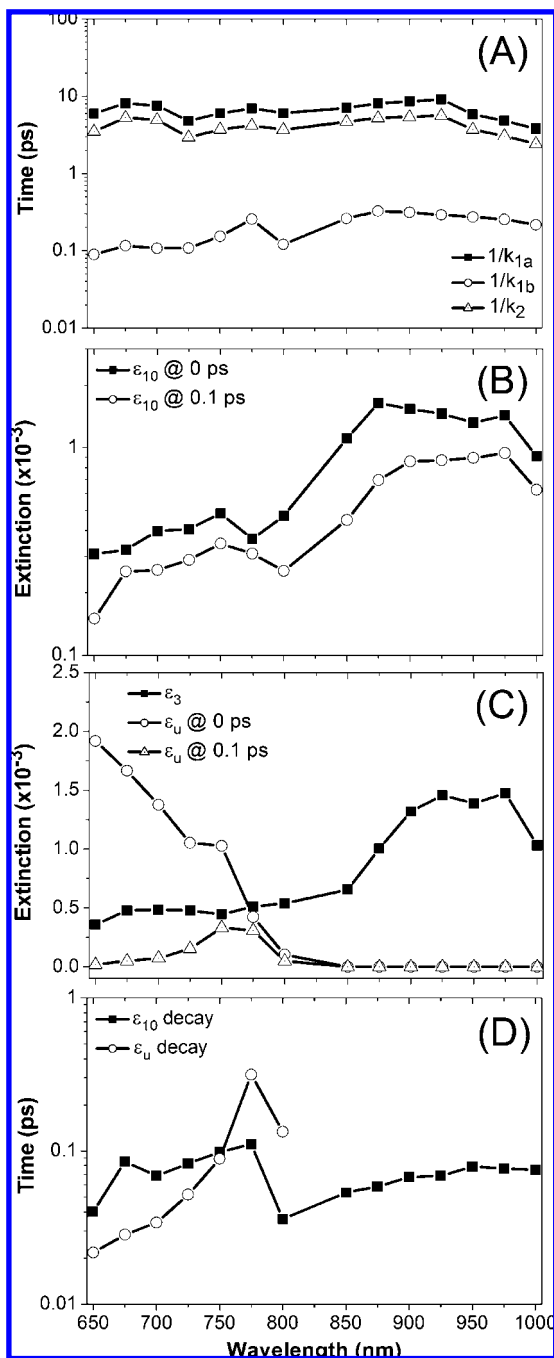 (A)
100
10
1
0.1
0.01
Time (ps)
1/k1a
1/k1b
1/k2
(B)
ε10 @ 0 ps
ε10 @ 0.1 ps
1
0.1
Extinction (x10-3)
(C)
ε3
εu @ 0 ps
εu @ 0.1 ps
2.5
2.0
1.5
1.0
0.5
0.0
Extinction (x10-3)
(D)
ε10 decay
εu decay
1
0.1
0.01
Time (ps)
650 700 750 800 850 900 950 1000
Wavelength (nm)